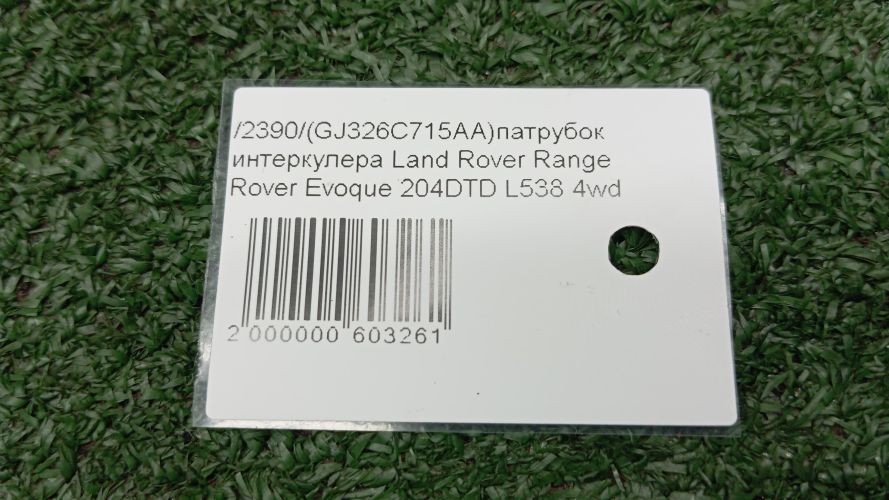 /2390/(GJ326C715AA)патрубок
интеркулера Land Rover Range
Rover Evoque 204DTD L538 4wd
2 000000 603261